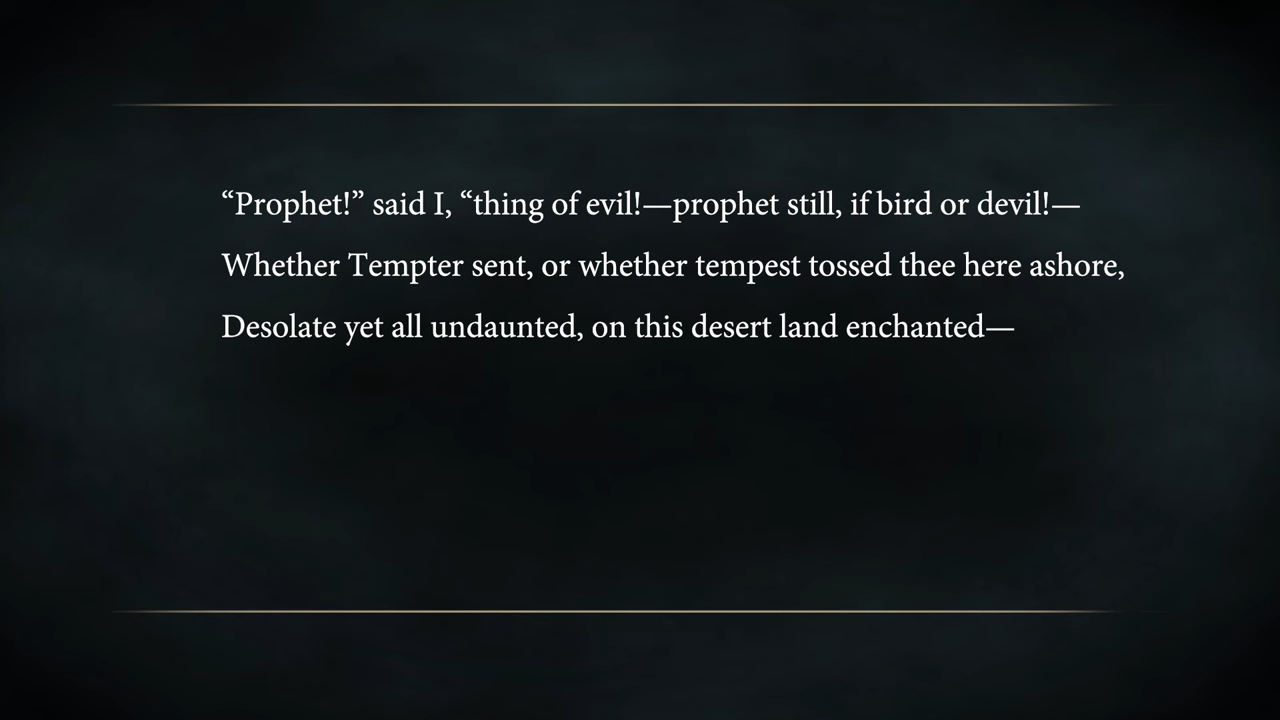 “Prophet!” said I, “thing of evil!—prophet still, if bird or devil!—
Whether Tempter sent, or whether tempest tossed thee here ashore,
Desolate yet all undaunted, on this desert land enchanted—